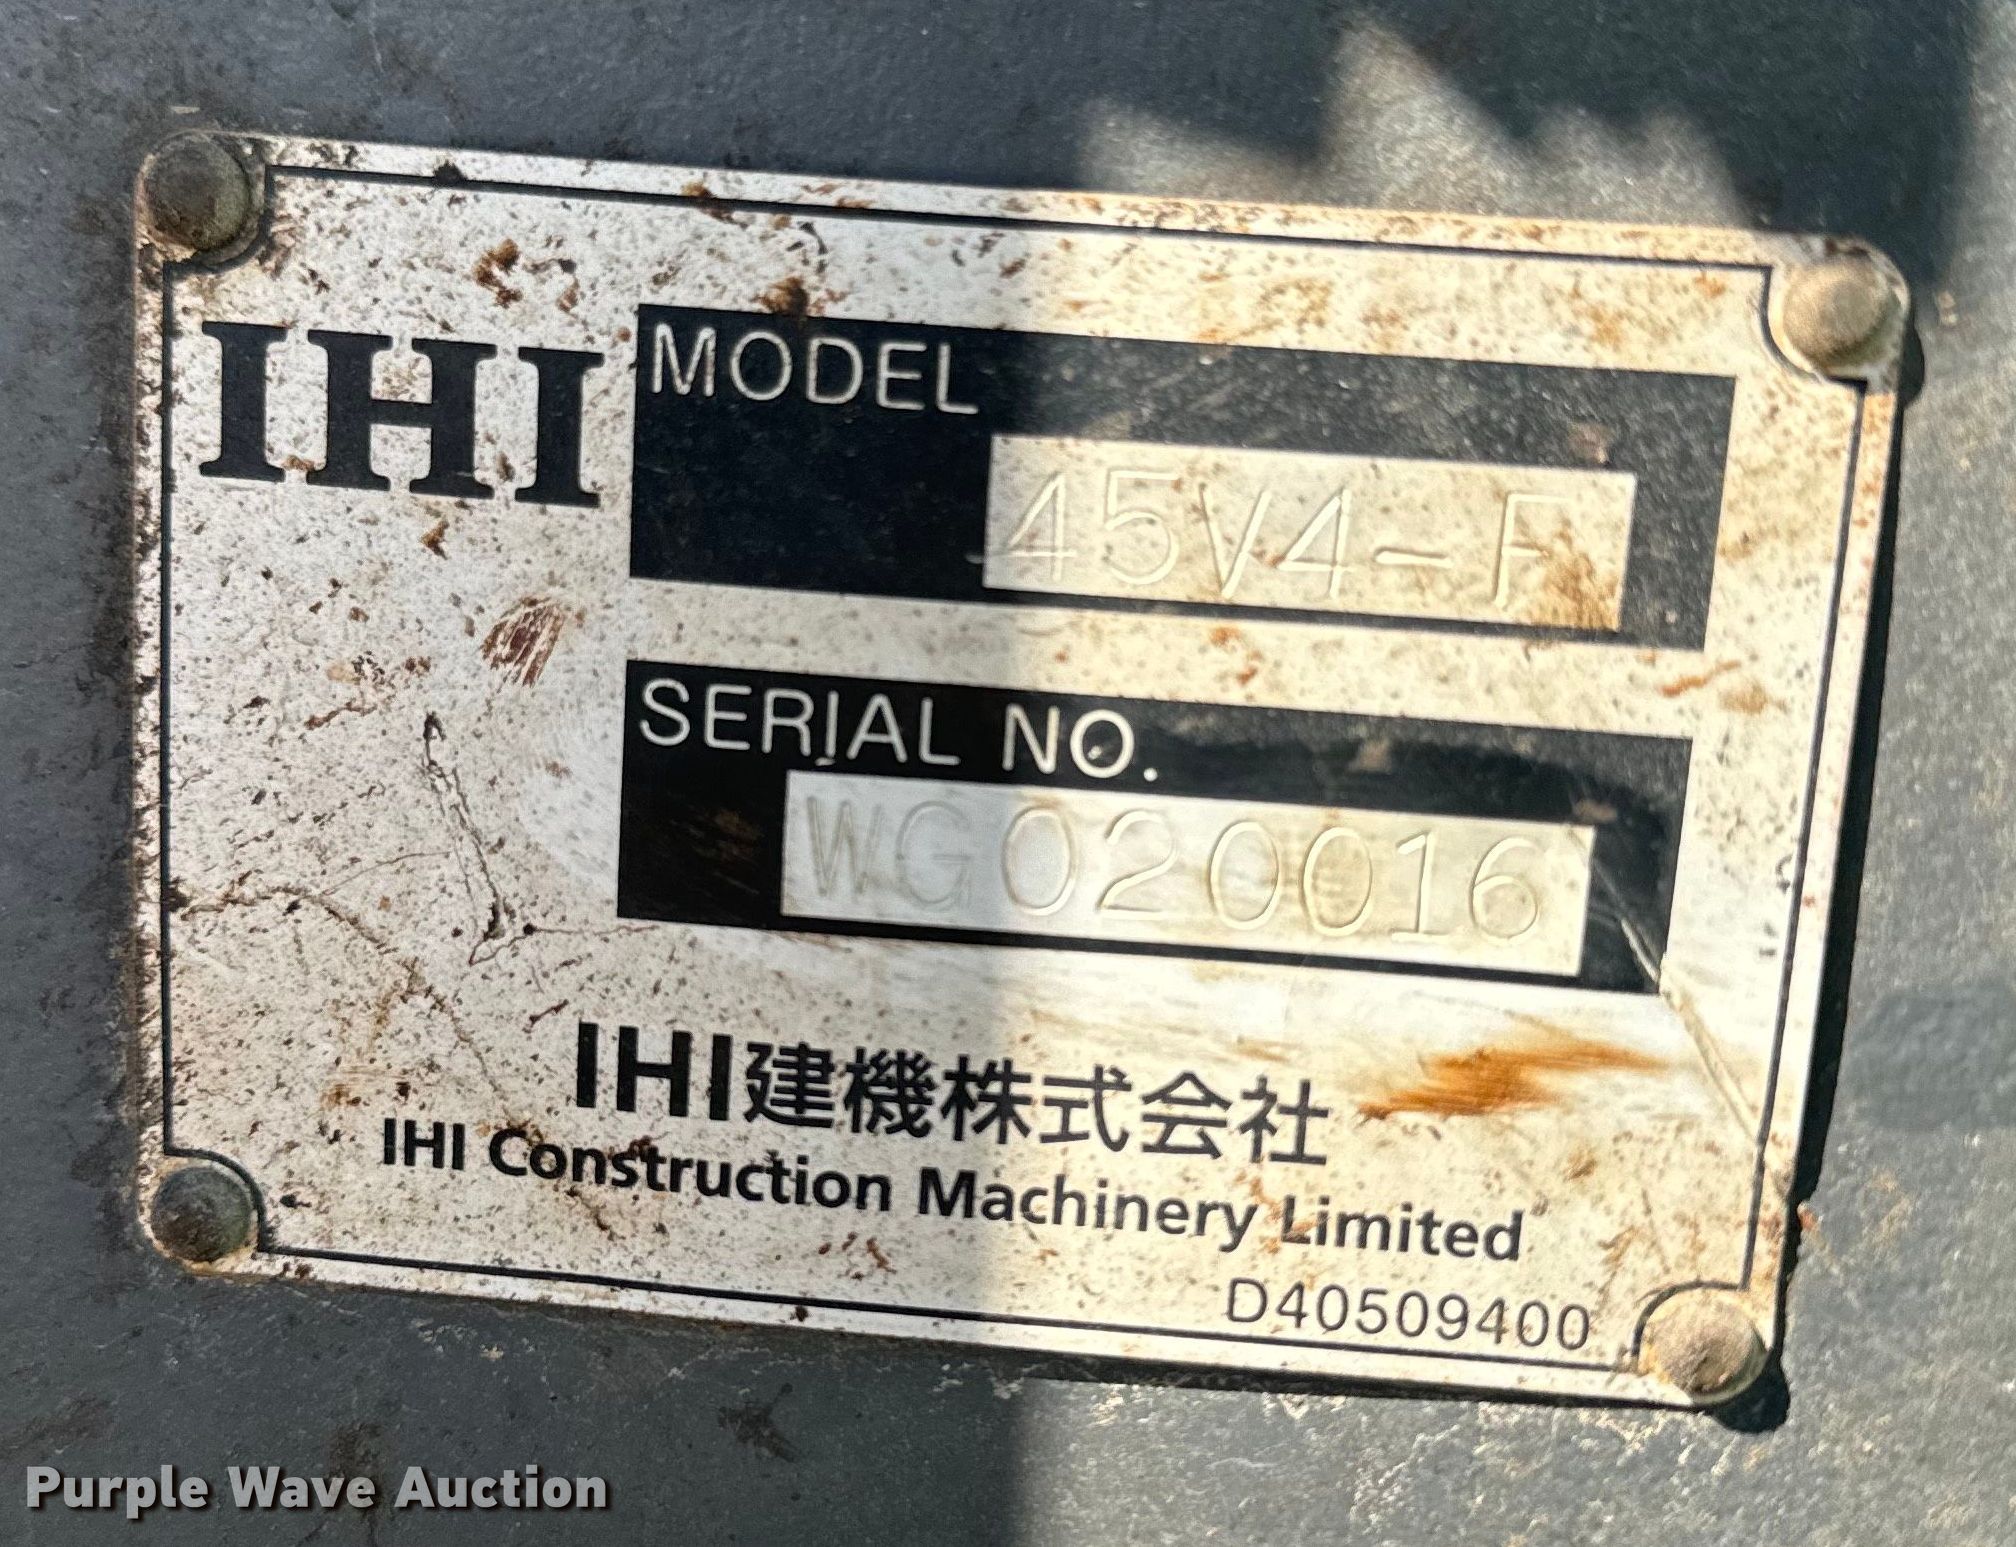 IHI
MODEL
45V4-F
SERIAL NO.
WG020016
IHI建機株式会社
IHI Construction Machinery Limited
D40509400
Purple Wave Auction